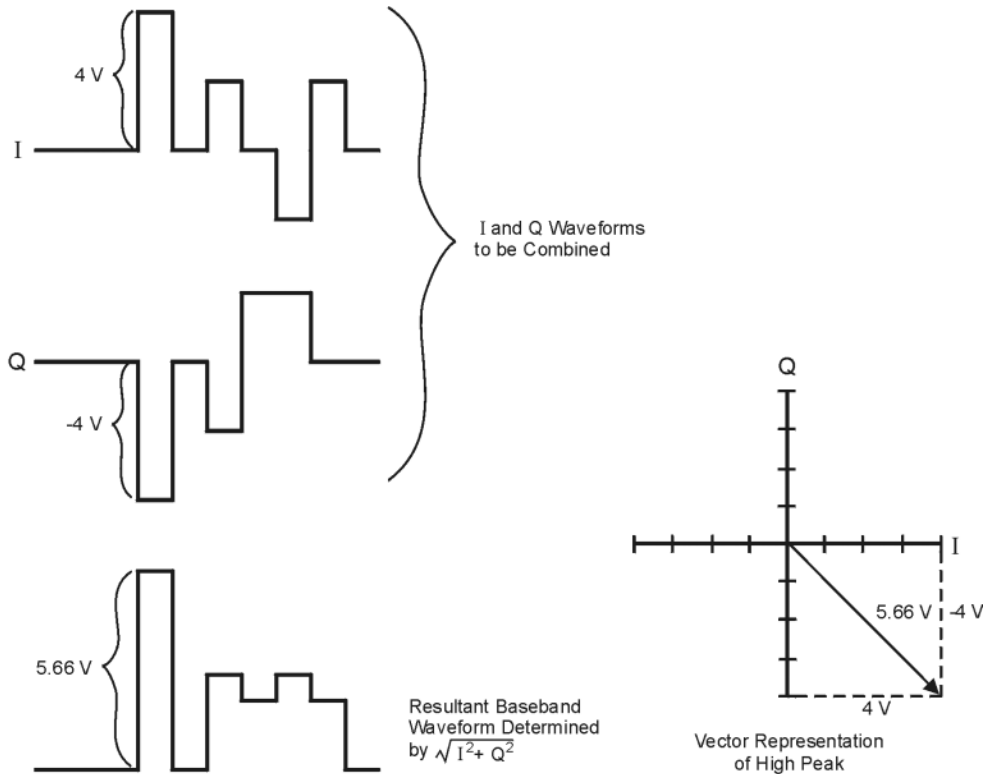 4 V
I
I and Q Waveforms
to be Combined
Q
-4 V
5.66 V
Resultant Baseband
Waveform Determined
by √I²+ Q²
Q
I
5.66 V
-4 V
4 V
Vector Representation
of High Peak